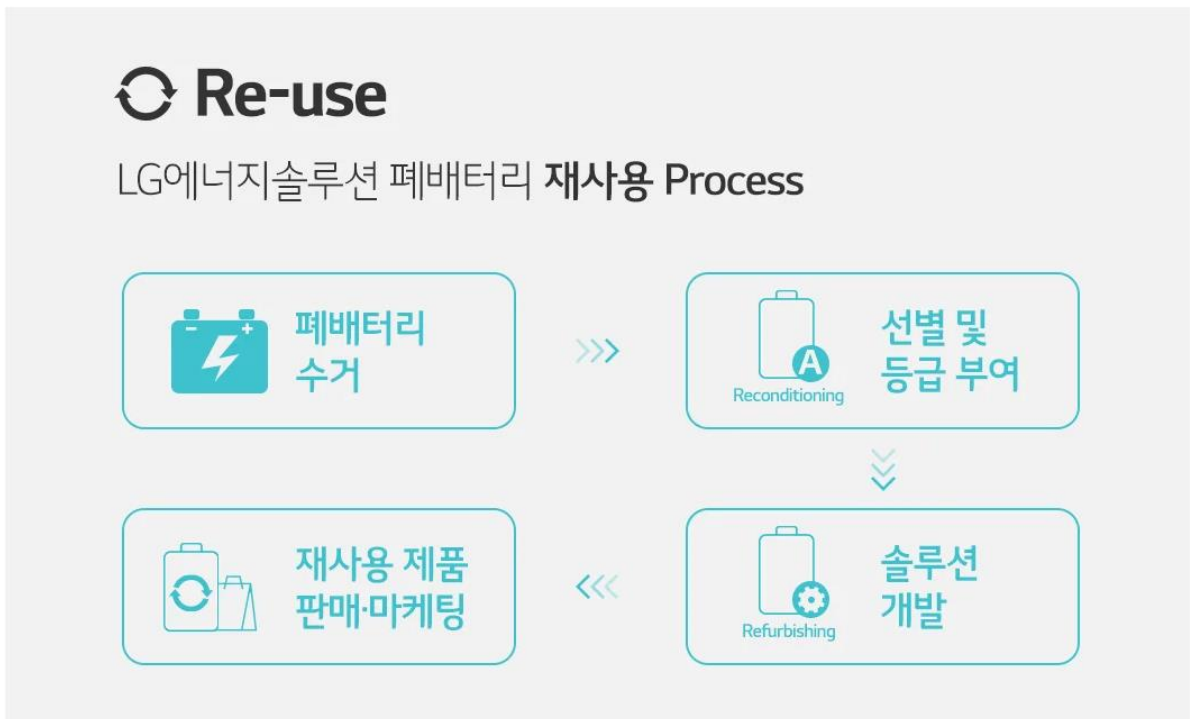 Re-use
LG에너지솔루션 폐배터리 재사용 Process
폐배터리
수거
A
Reconditioning
선별 및
등급 부여
Refurbishing
솔루션
개발
재사용 제품
판매·마케팅